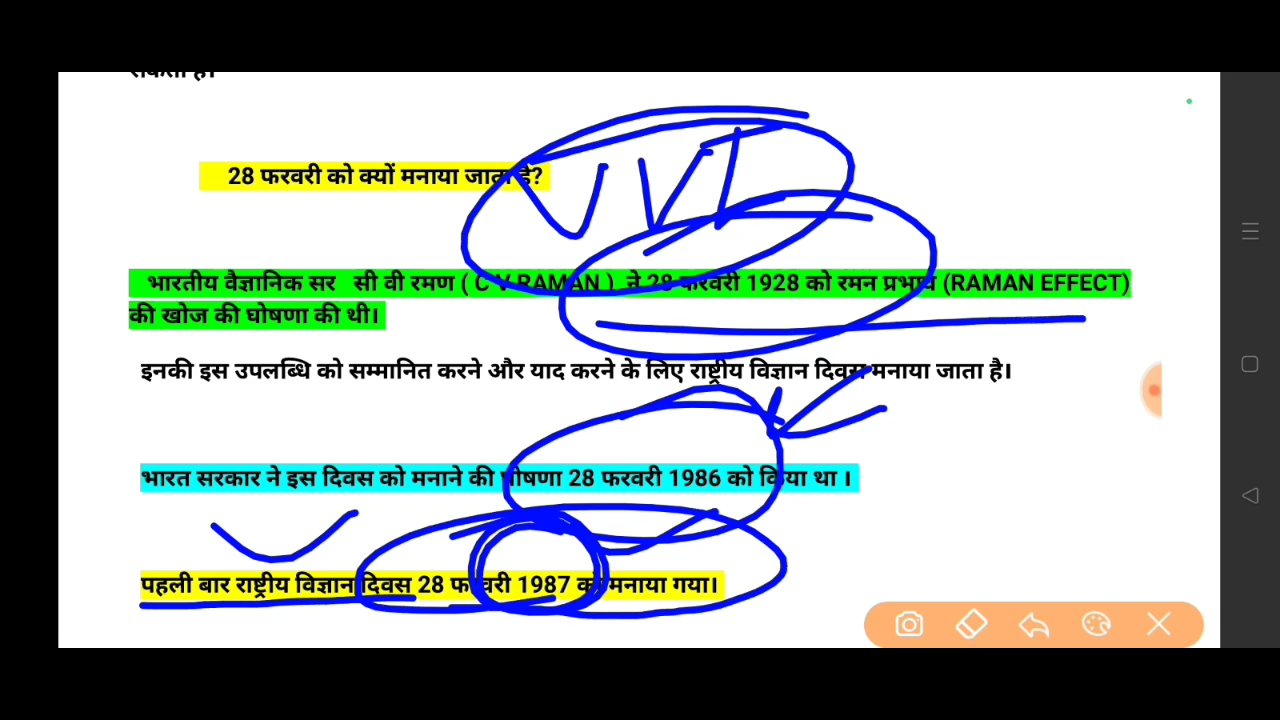 सकता है।
28 फरवरी को क्यों मनाया जाता है?
VVI
भारतीय वैज्ञानिक सर सी वी रमण ( C V RAMAN ) ने 28 फरवरी 1928 को रमन प्रभाव (RAMAN EFFECT)
की खोज की घोषणा की थी।
इनकी इस उपलब्धि को सम्मानित करने और याद करने के लिए राष्ट्रीय विज्ञान दिवस मनाया जाता है।
भारत सरकार ने इस दिवस को मनाने की घोषणा 28 फरवरी 1986 को किया था ।
पहली बार राष्ट्रीय विज्ञान दिवस 28 फरवरी 1987 को मनाया गया।